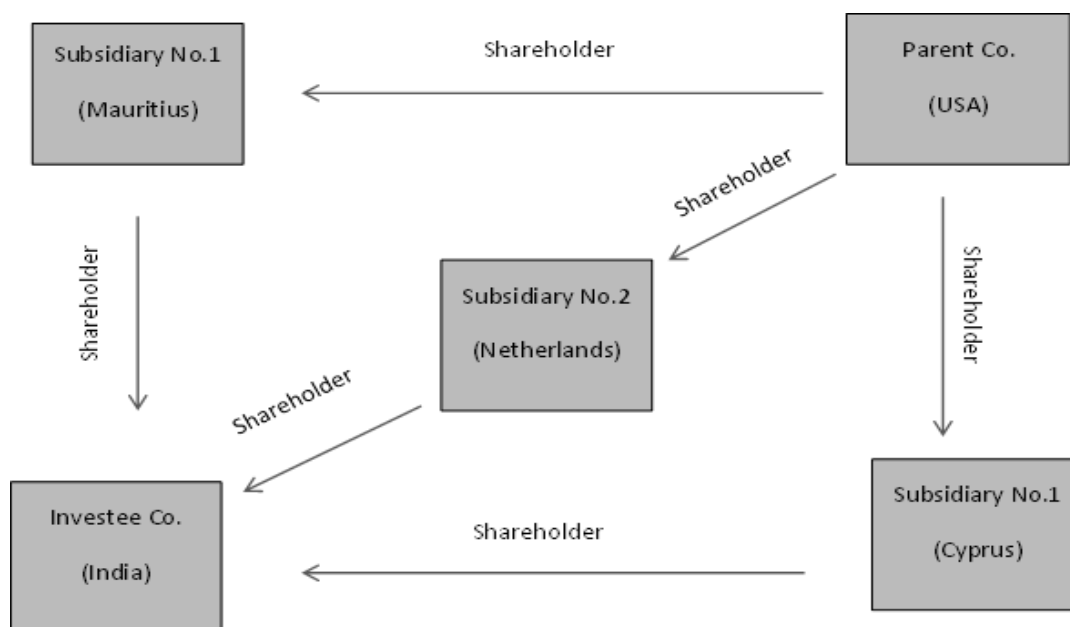 Subsidiary No.1
(Mauritius)
Shareholder
Parent Co.
(USA)
Shareholder
Shareholder
Subsidiary No.2
(Netherlands)
Shareholder
Shareholder
Investee Co.
(India)
Shareholder
Subsidiary No.1
(Cyprus)